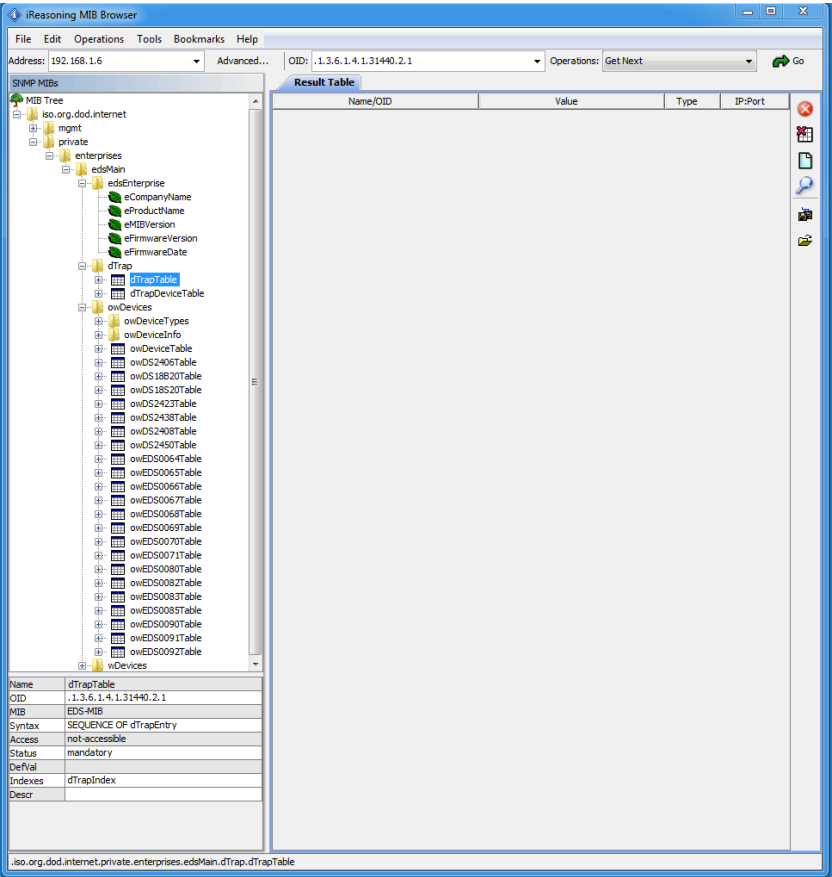 iReasoning MIB Browser
File Edit Operations Tools Bookmarks Help
Address: 192.168.1.6 Advanced... OID: .1.3.6.1.4.1.31440.2.1 Operations: Get Next Go
SNMP MIBs
Result Table
Name/OID Value Type IP:Port
MIB Tree
iso.org.dod.internet
mgmt
private
enterprises
edsMain
edsEnterprise
eCompanyName
eProductName
eMIBVersion
eFirmwareVersion
eFirmwareDate
dTrap
dTrapTable
dTrapDeviceTable
owDevices
owDeviceTypes
owDeviceInfo
owDeviceTable
owDS2406Table
owDS18B20Table
owDS18S20Table
owDS2423Table
owDS2438Table
owDS2408Table
owDS2450Table
owEDS0064Table
owEDS0065Table
owEDS0066Table
owEDS0067Table
owEDS0068Table
owEDS0069Table
owEDS0070Table
owEDS0071Table
owEDS0080Table
owEDS0082Table
owEDS0083Table
owEDS0085Table
owEDS0090Table
owEDS0091Table
owEDS0092Table
wDevices
Name dTrapTable
OID .1.3.6.1.4.1.31440.2.1
MIB EDS-MIB
Syntax SEQUENCE OF dTrapEntry
Access not-accessible
Status mandatory
DefVal
Indexes dTrapIndex
Descr
.iso.org.dod.internet.private.enterprises.edsMain.dTrap.dTrapTable